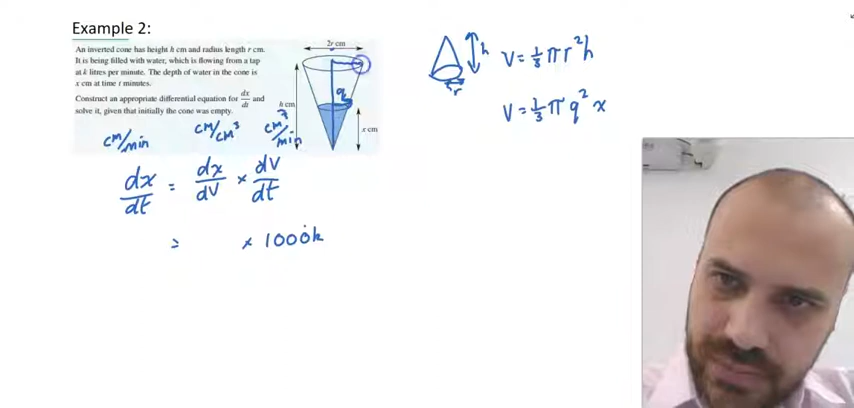 Example 2:
An inverted cone has height h cm and radius length r cm.
It is being filled with water, which is flowing from a tap
at k litres per minute. The depth of water in the cone is
x cm at time t minutes.
Construct an appropriate differential equation for dx/dt and
solve it, given that initially the cone was empty.
2r cm
h cm
x cm
q
h
r
V = 1/3 πr²h
V = 1/3 πq² x
cm/min cm/cm³ cm³/min
dx/dt = dx/dV × dV/dt
= × 1000k